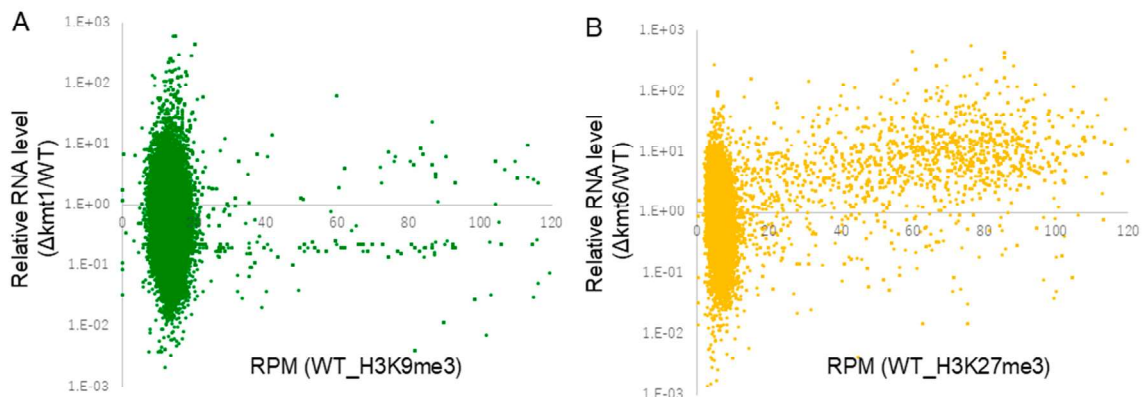 A
Relative RNA level
(Δkmt1/WT)
1.E+03
1.E+02
1.E+01
1.E+00
1.E-01
1.E-02
1.E-03
0
20
40
60
80
100
120
RPM (WT_H3K9me3)
B
Relative RNA level
(Δkmt6/WT)
1.E+03
1.E+02
1.E+01
1.E+00
1.E-01
1.E-02
1.E-03
0
20
40
60
80
100
120
RPM (WT_H3K27me3)